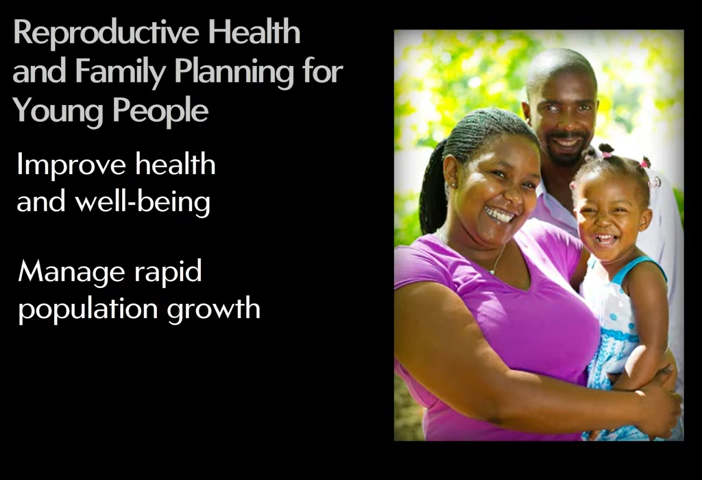 Reproductive Health
and Family Planning for
Young People
Improve health
and well-being
Manage rapid
population growth